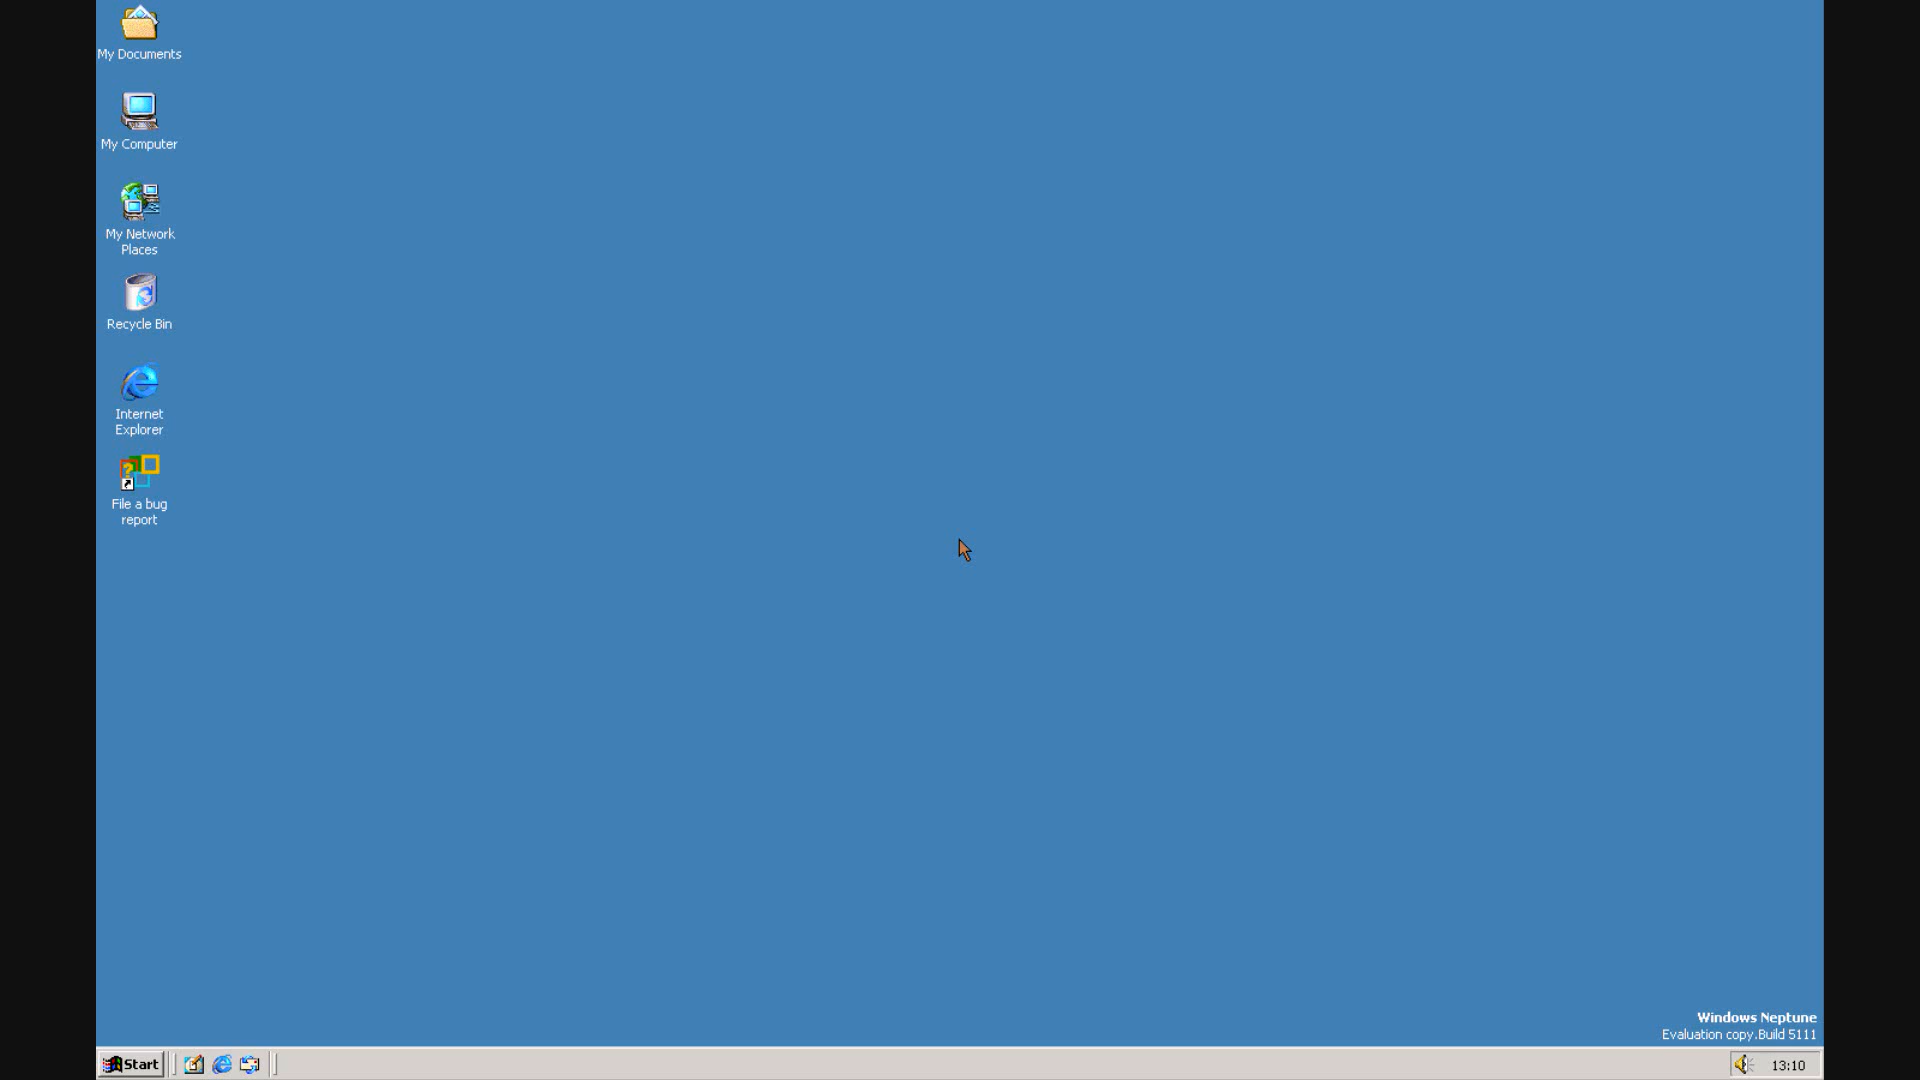 My Documents
My Computer
My Network
Places
Recycle Bin
Internet
Explorer
File a bug
report
Windows Neptune
Evaluation copy.Build 5111
Start
13:10